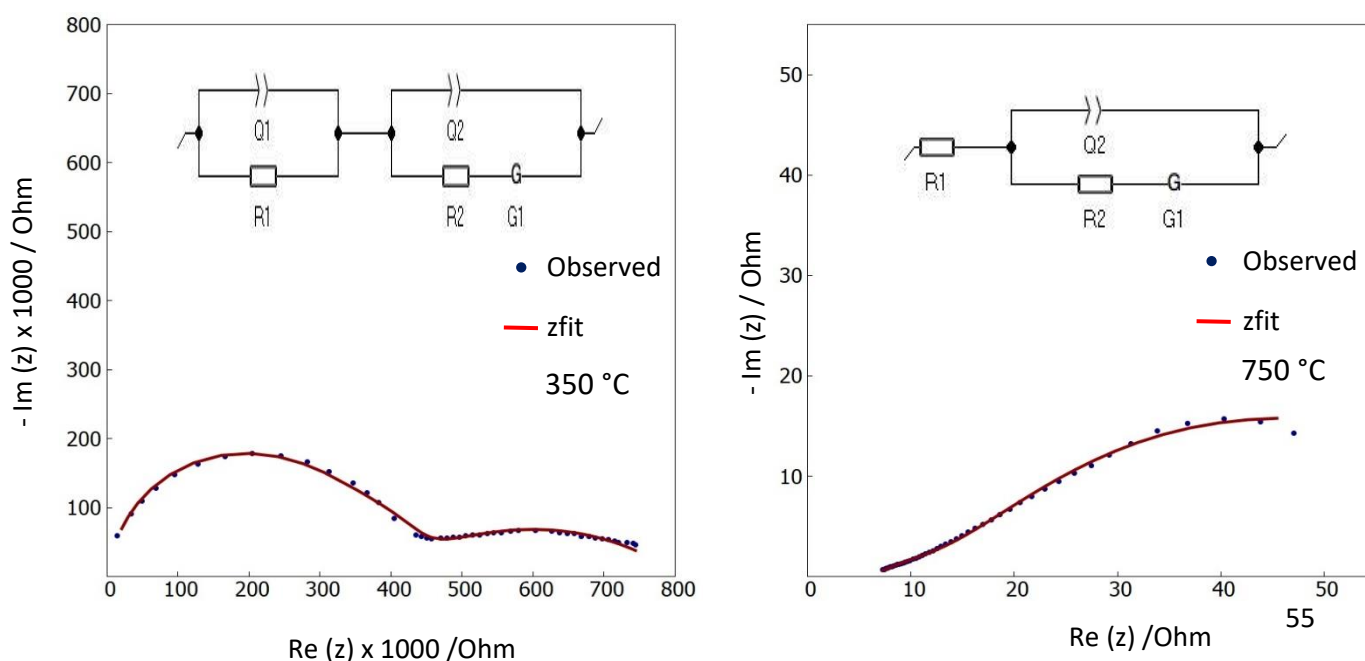 800
700
600
500
400
300
200
100
- Im (z) x 1000 / Ohm
Q1
Q2
R1
R2
G
G1
Observed
zfit
350 °C
0
100
200
300
400
500
600
700
800
Re (z) x 1000 /Ohm
50
40
30
20
10
- Im (z) / Ohm
R1
Q2
R2
G
G1
Observed
zfit
750 °C
0
10
20
30
40
50
55
Re (z) /Ohm